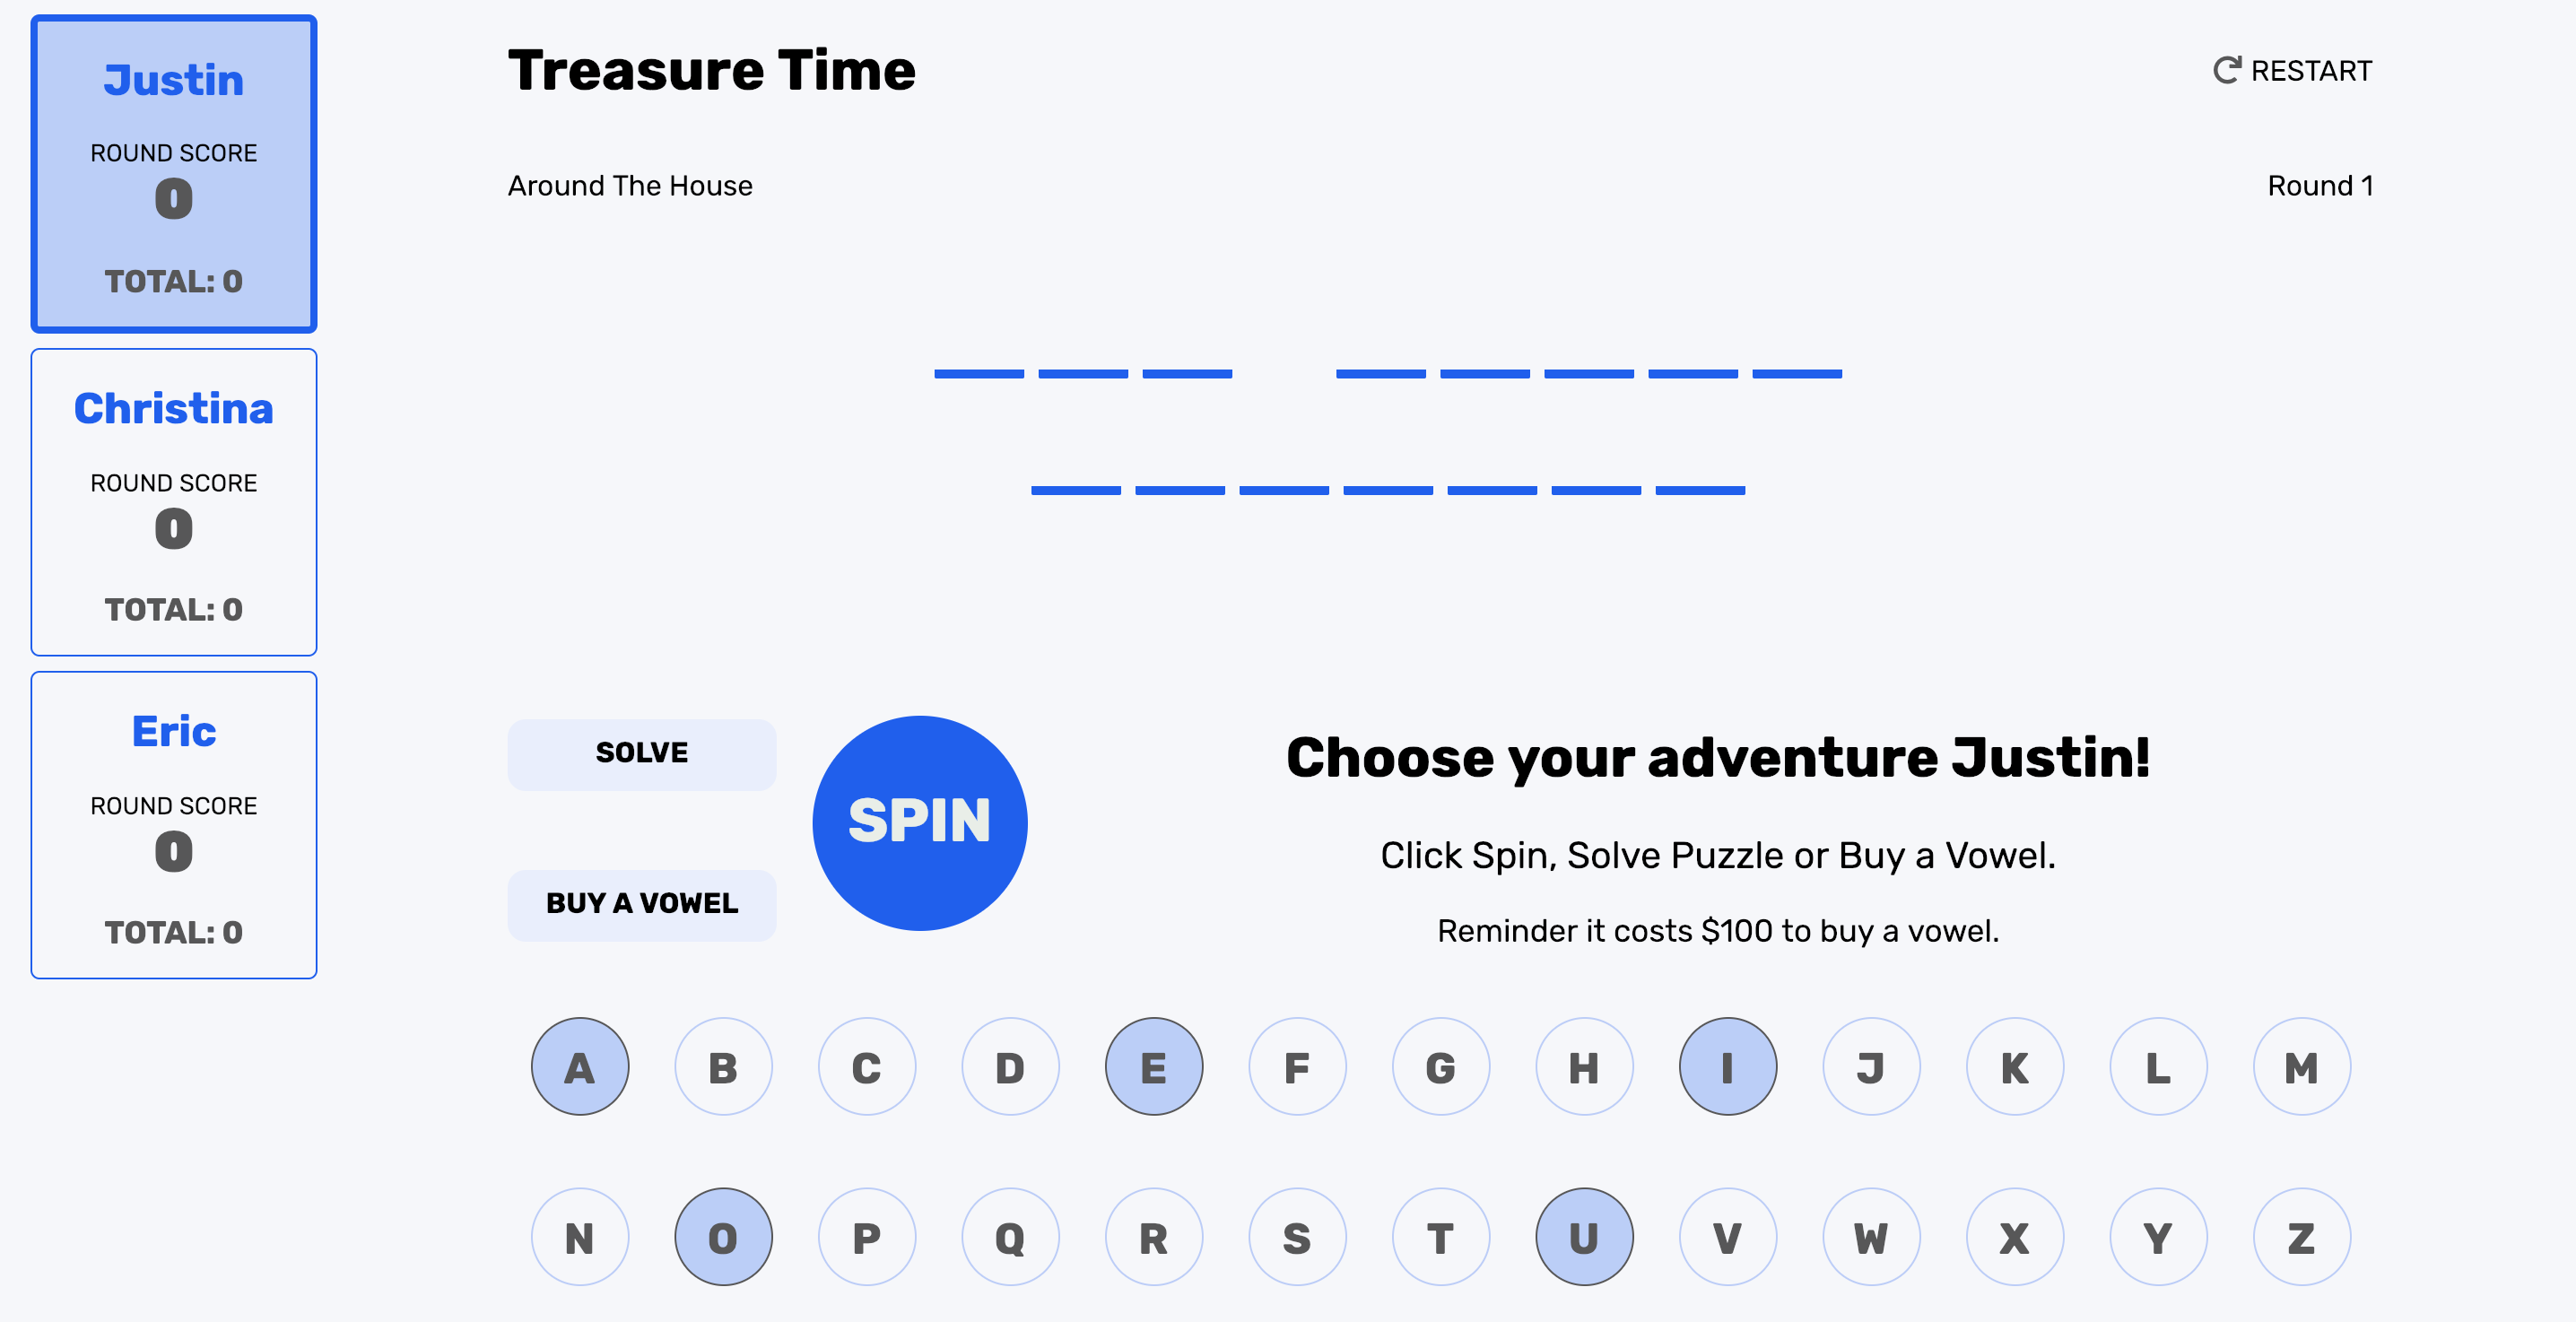 Justin
ROUND SCORE
0
TOTAL: 0
Christina
ROUND SCORE
0
TOTAL: 0
Eric
ROUND SCORE
0
TOTAL: 0
Treasure Time
RESTART
Around The House
Round 1
SOLVE
BUY A VOWEL
SPIN
Choose your adventure Justin!
Click Spin, Solve Puzzle or Buy a Vowel.
Reminder it costs $100 to buy a vowel.
A B C D E F G H I J K L M
N O P Q R S T U V W X Y Z